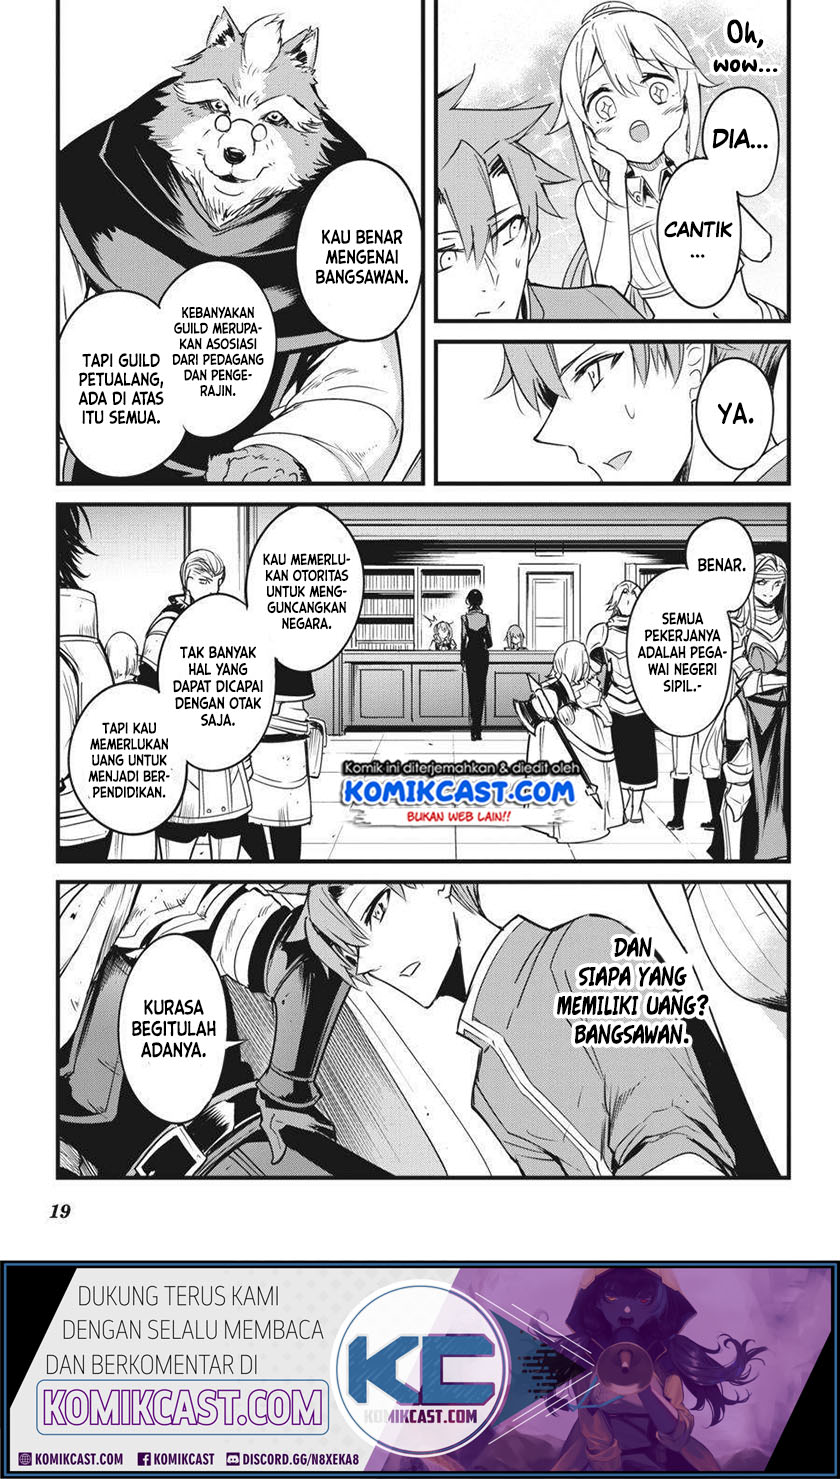 Oh,
wow...
DIA...
CANTIK
...
KAU BENAR
MENGENAI
BANGSAWAN.
KEBANYAKAN
GUILD MERUPA-
KAN ASOSIASI
DARI PEDAGANG
DAN PENGE-
RAJIN.
TAPI GUILD
PETUALANG,
ADA DI ATAS
ITU SEMUA.
YA.
BENAR.
SEMUA
PEKERJANYA
ADALAH PEGA-
WAI NEGERI
SIPIL.-
KAU MEMERLU-
KAN OTORITAS
UNTUK MENG-
GUNCANGKAN
NEGARA.
TAK BANYAK
HAL YANG
DAPAT DICAPAI
DENGAN OTAK
SAJA.
TAPI KAU
MEMERLUKAN
UANG UNTUK
MENJADI BER-
PENDIDIKAN.
Komik ini diterjemahkan & diedit oleh
KOMIKCAST.COM
BUKAN WEB LAIN!!
DAN
SIAPA YANG
MEMILIKI UANG?
BANGSAWAN.
KURASA
BEGITULAH
ADANYA.
19
DUKUNG TERUS KAMI
DENGAN SELALU MEMBACA
DAN BERKOMENTAR DI
KOMIKCAST.COM
KC
KOMIKCAST.COM
KOMIKCAST.COM KOMIKCAST DISCORD.GG/N8XEKA8